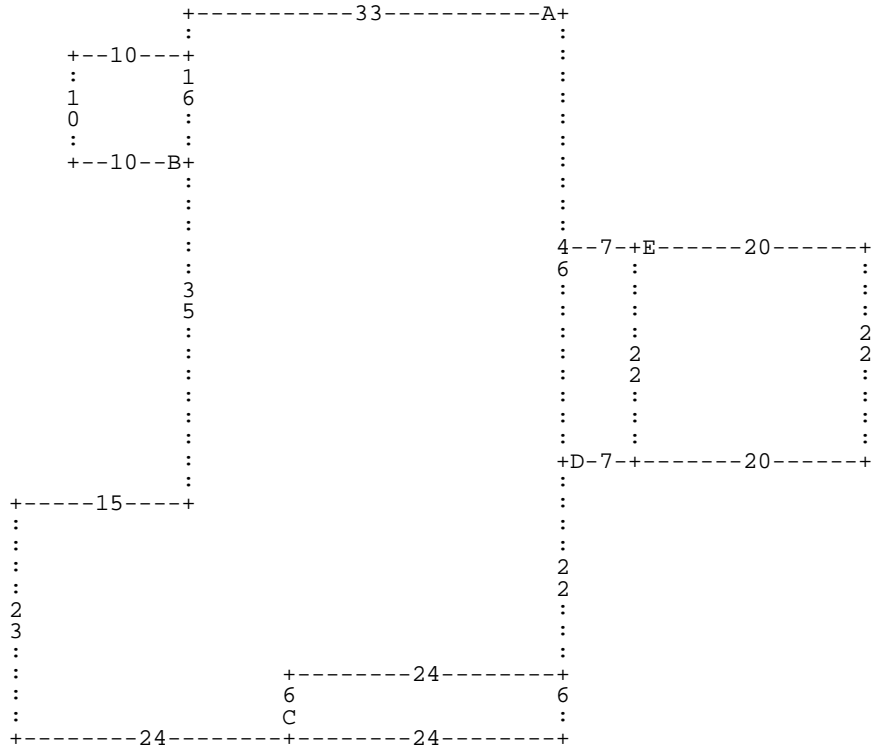 +-------------33-----------A+
:                           :
+--10---+                   :
:       1                   :
1       6                   :
0       :                   :
:       :                   :
+--10--B+                   :
:                           :
:                           :
:                           :
:                           4--7-+E------20------+
:                           6    :               :
3                           :    :               :
5                           :    :               :
:                           :    :               2
:                           :    2               2
:                           :    2               :
:                           :    :               :
:                           :    :               :
:                           :    :               :
:                           +D-7-+-------20------+
:                           :
+-----15----+               :
:                           :
:                           :
:                           :
:                           2
:                           2
2                           :
3                           :
:                           :
:        +--------24--------+
:        6                  6
:        C                  :
+--------24--------+--------24--------+